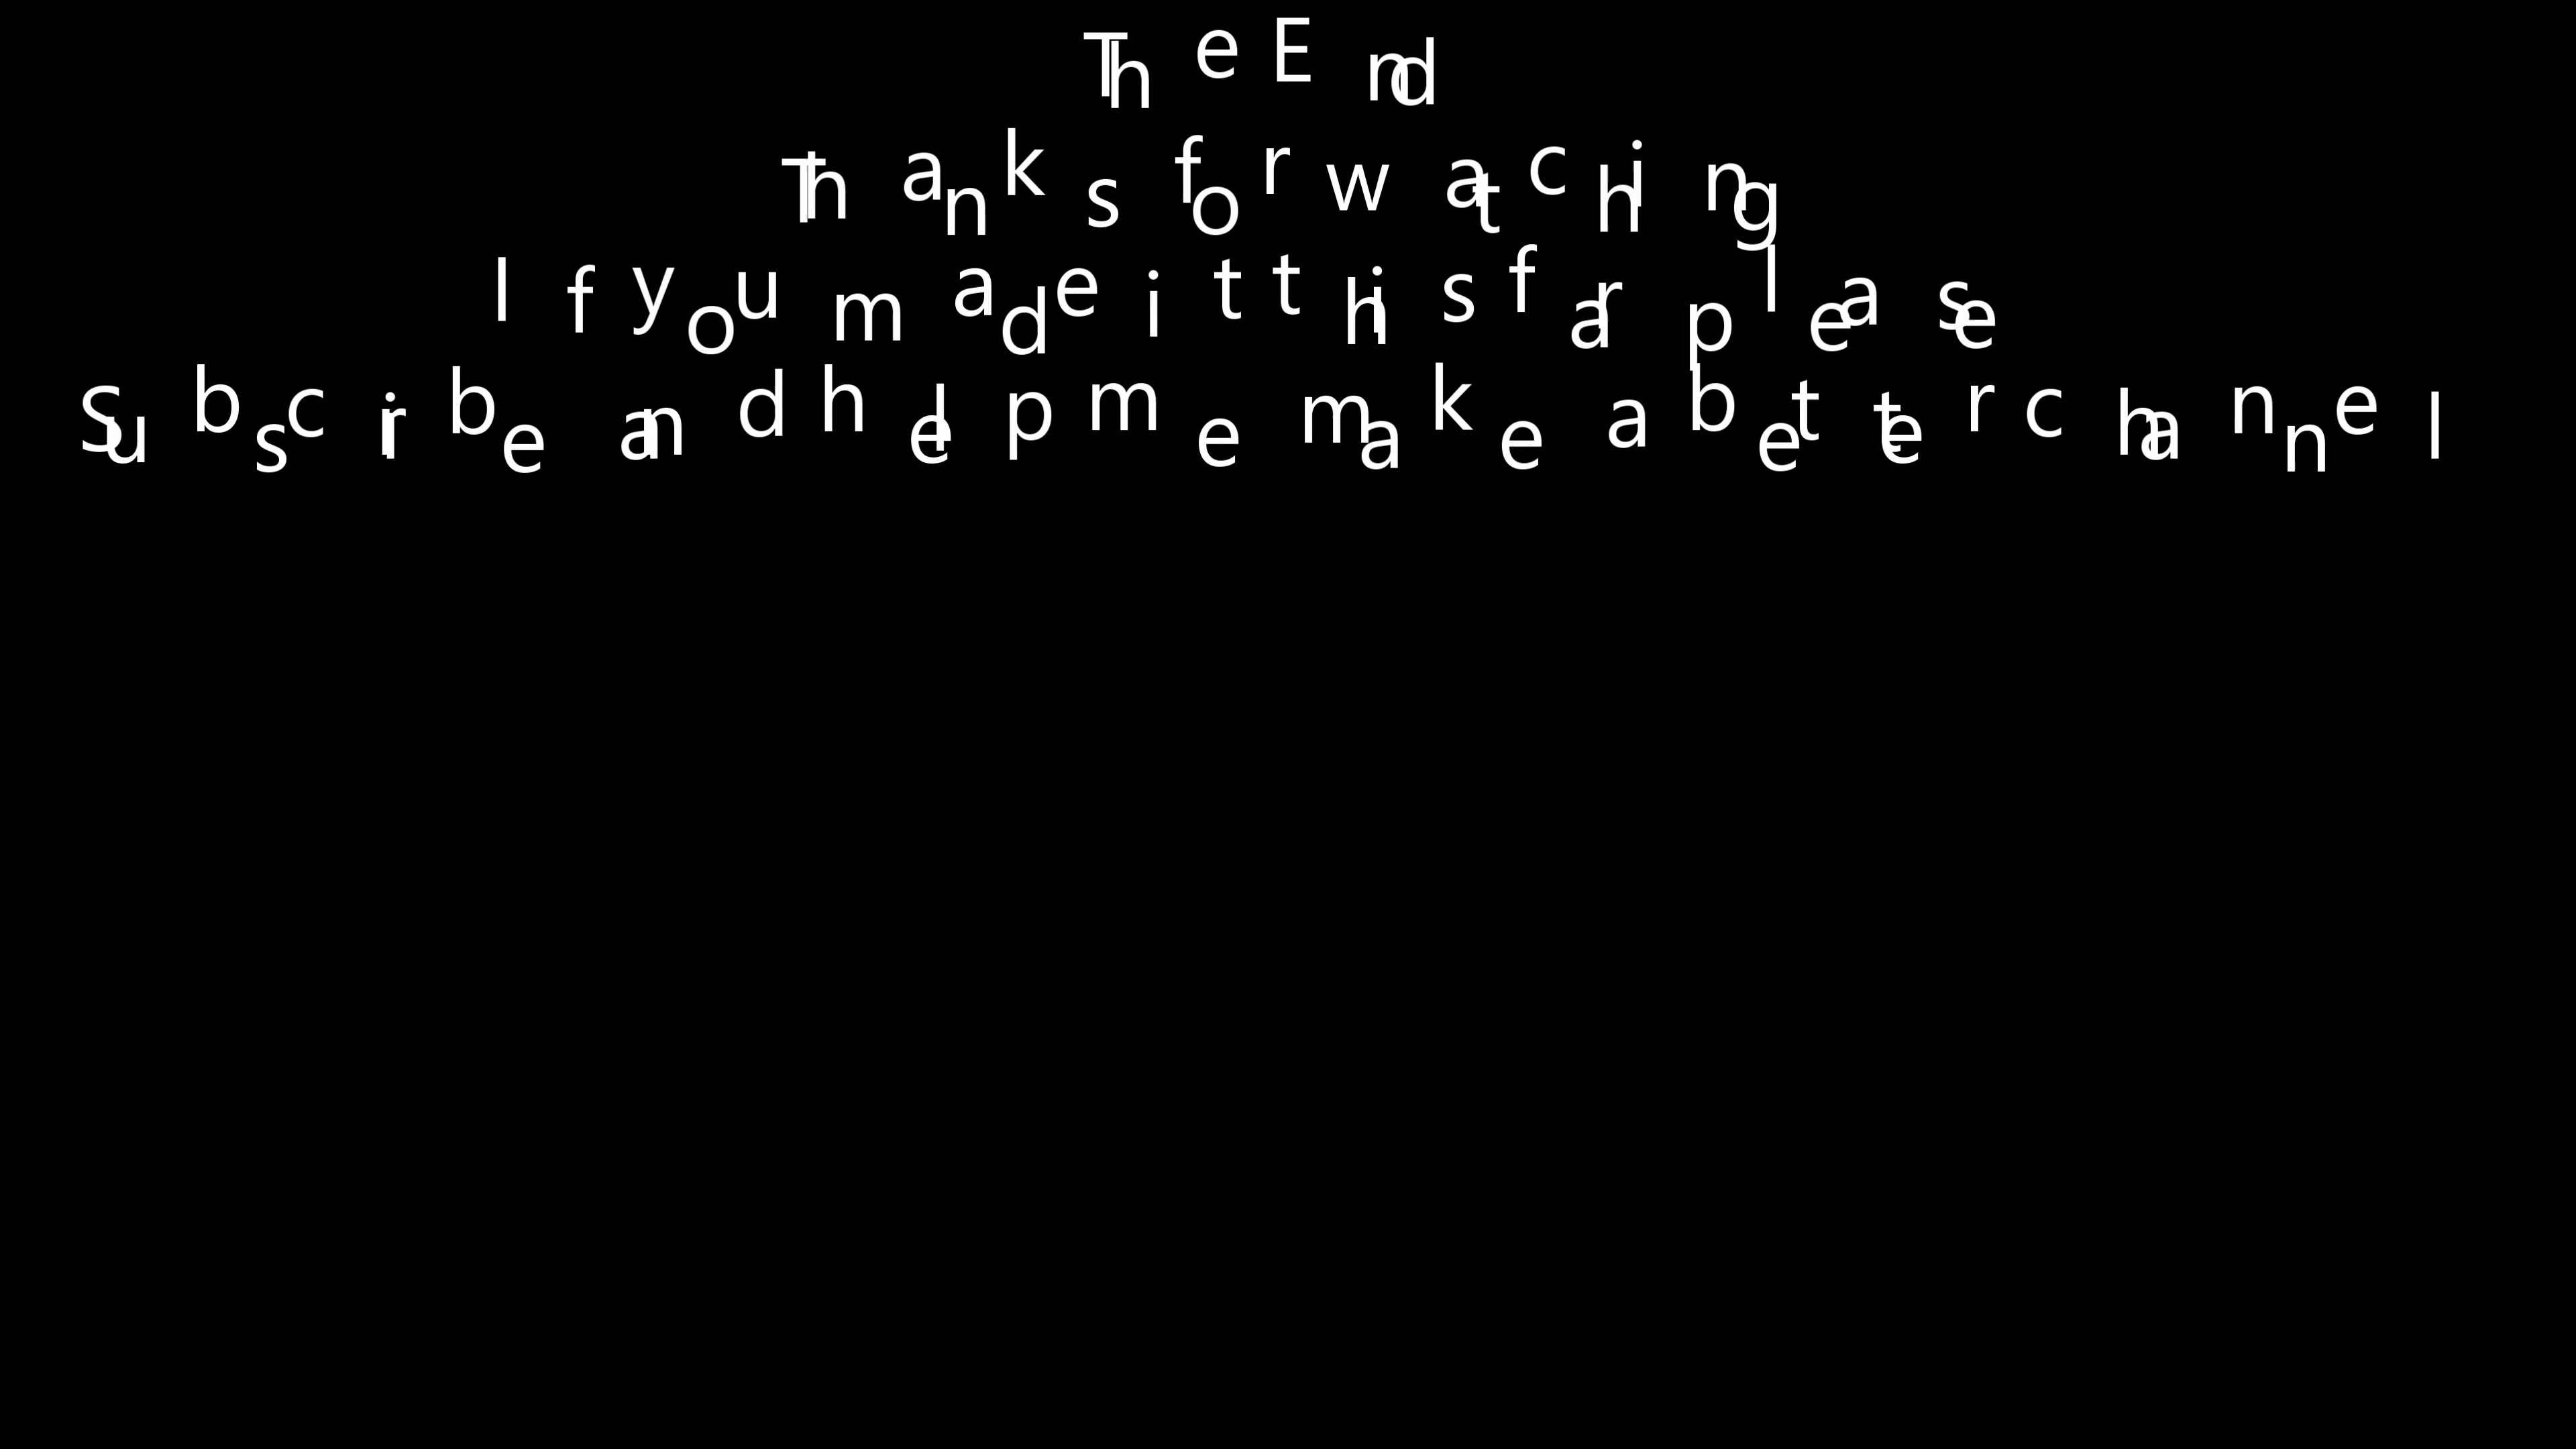 The End
Thanks for watching
If you made it this far please
Subscribe and help me make a better channel